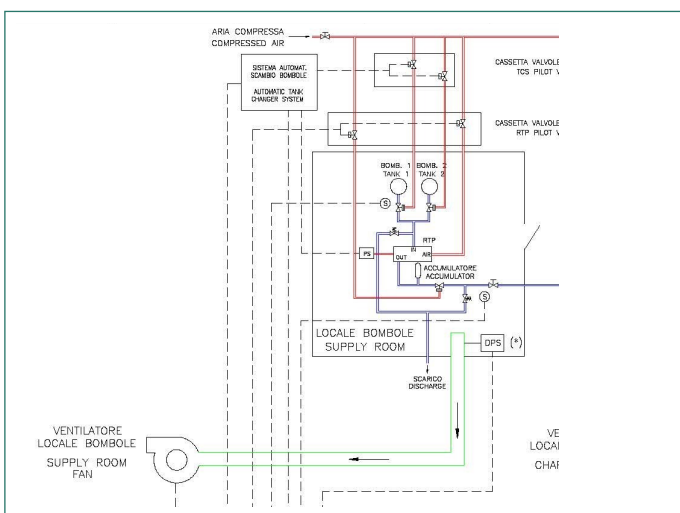 ARIA COMPRESSA
COMPRESSED AIR
SISTEMA AUTOMAT.
SCAMBIO BOMBOLE
AUTOMATIC TANK
CHANGER SYSTEM
CASSETTA VALVOLE
TCS PILOT V
CASSETTA VALVOLE
RTP PILOT V
BOMB. 1
TANK 1
BOMB. 2
TANK 2
S
RTP
IN
PS
OUT
AIR
ACCUMULATORE
ACCUMULATOR
S
LOCALE BOMBOLE
SUPPLY ROOM
DPS
(*)
SCARICO
DISCHARGE
VENTILATORE
LOCALE BOMBOLE
SUPPLY ROOM
FAN
VE
LOCAL
CHAR